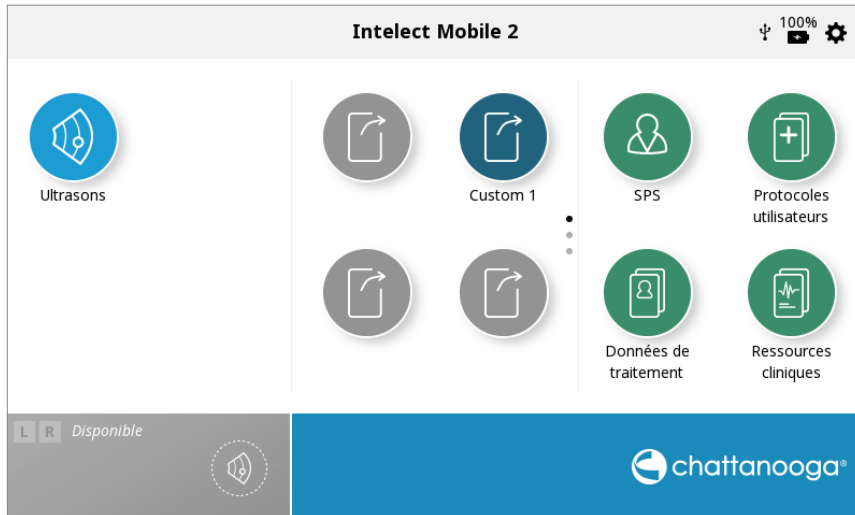 Intelect Mobile 2
100%
Ultrasons
Custom 1
SPS
Protocoles
utilisateurs
Données de
traitement
Ressources
cliniques
L R Disponible
chattanooga®